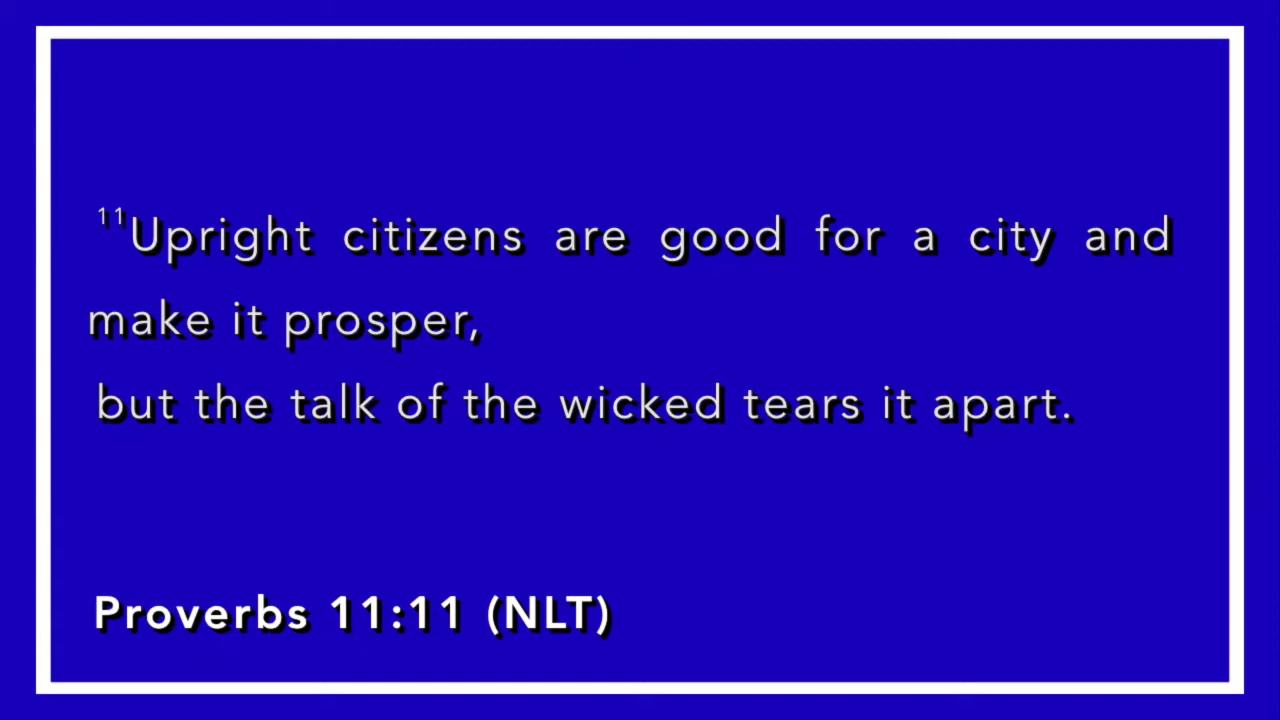 ¹¹Upright citizens are good for a city and
make it prosper,
but the talk of the wicked tears it apart.
Proverbs 11:11 (NLT)